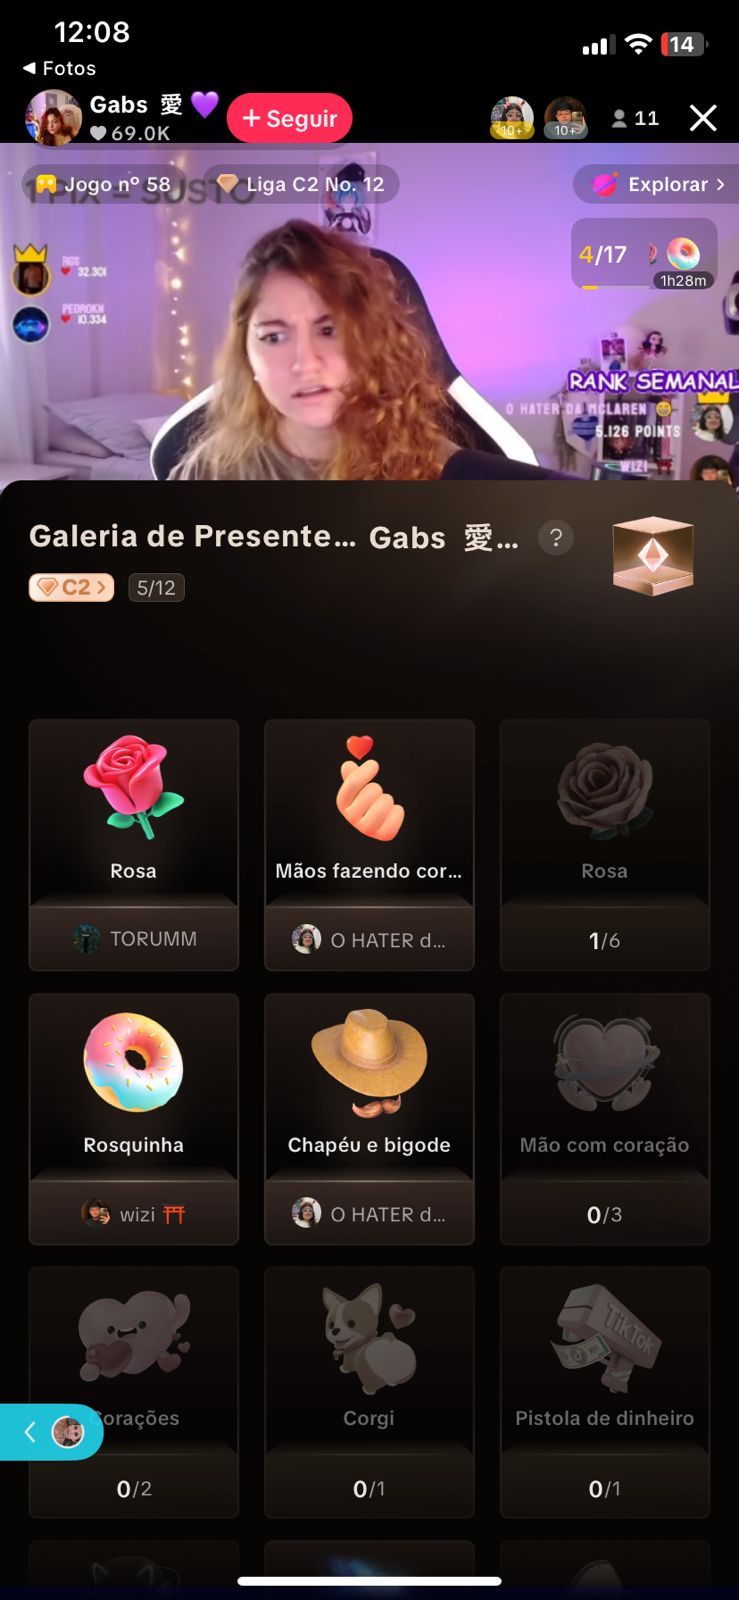 12:08
14
◀ Fotos
Gabs 愛 💜
69.0K
+ Seguir
10+
10+
11
1 PIX = SUSTO
Jogo nº 58
Liga C2 No. 12
Explorar >
RGS
32.301
PEDROKN
10.334
4/17
1h28m
RANK SEMANAL
O HATER DA MCLAREN 😁
5.126 POINTS
WIZI ⛩️
Galeria de Presente... Gabs 愛...
?
C2 >
5/12
Rosa
Mãos fazendo cor...
Rosa
TORUMM
O HATER d...
1/6
Rosquinha
Chapéu e bigode
Mão com coração
wizi ⛩️
O HATER d...
0/3
TikTok
Corações
Corgi
Pistola de dinheiro
0/2
0/1
0/1